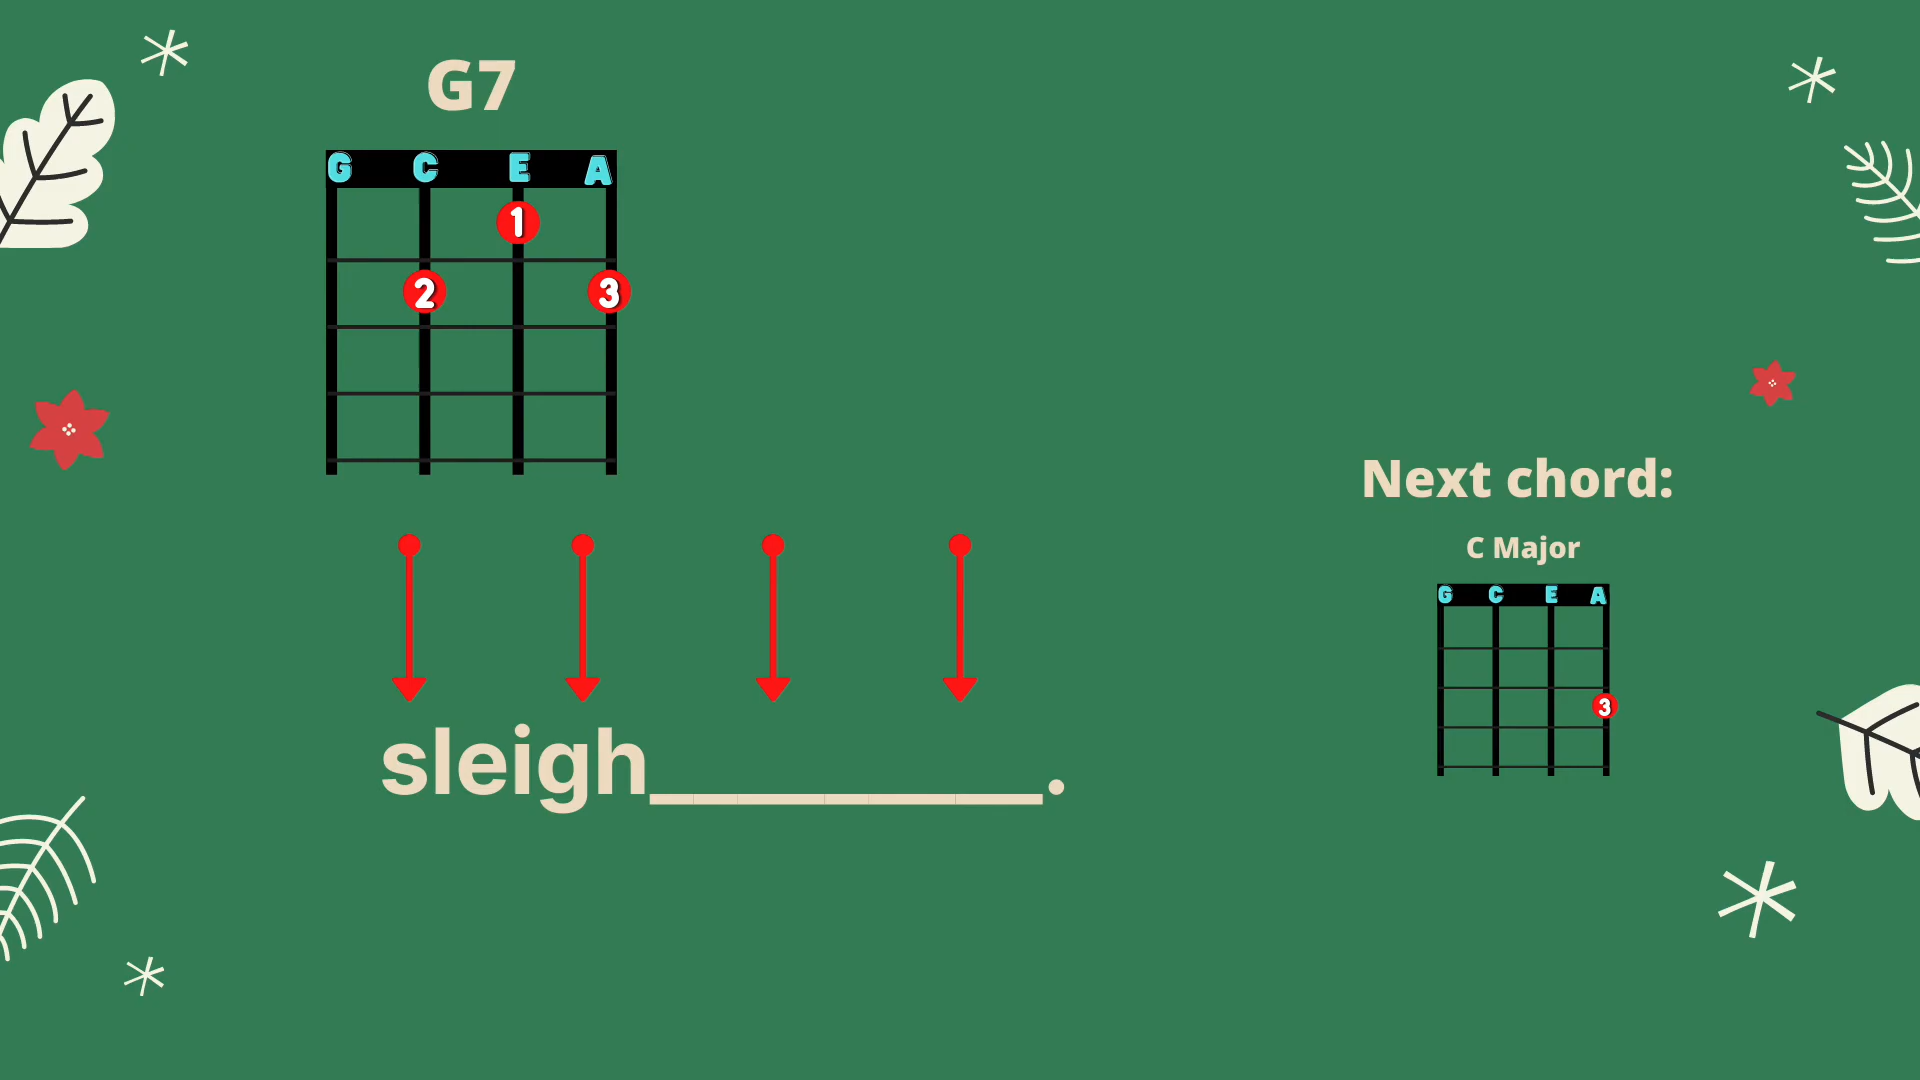 G7
G C E A
1
2 3
sleigh_________.
Next chord:
C Major
G C E A
3